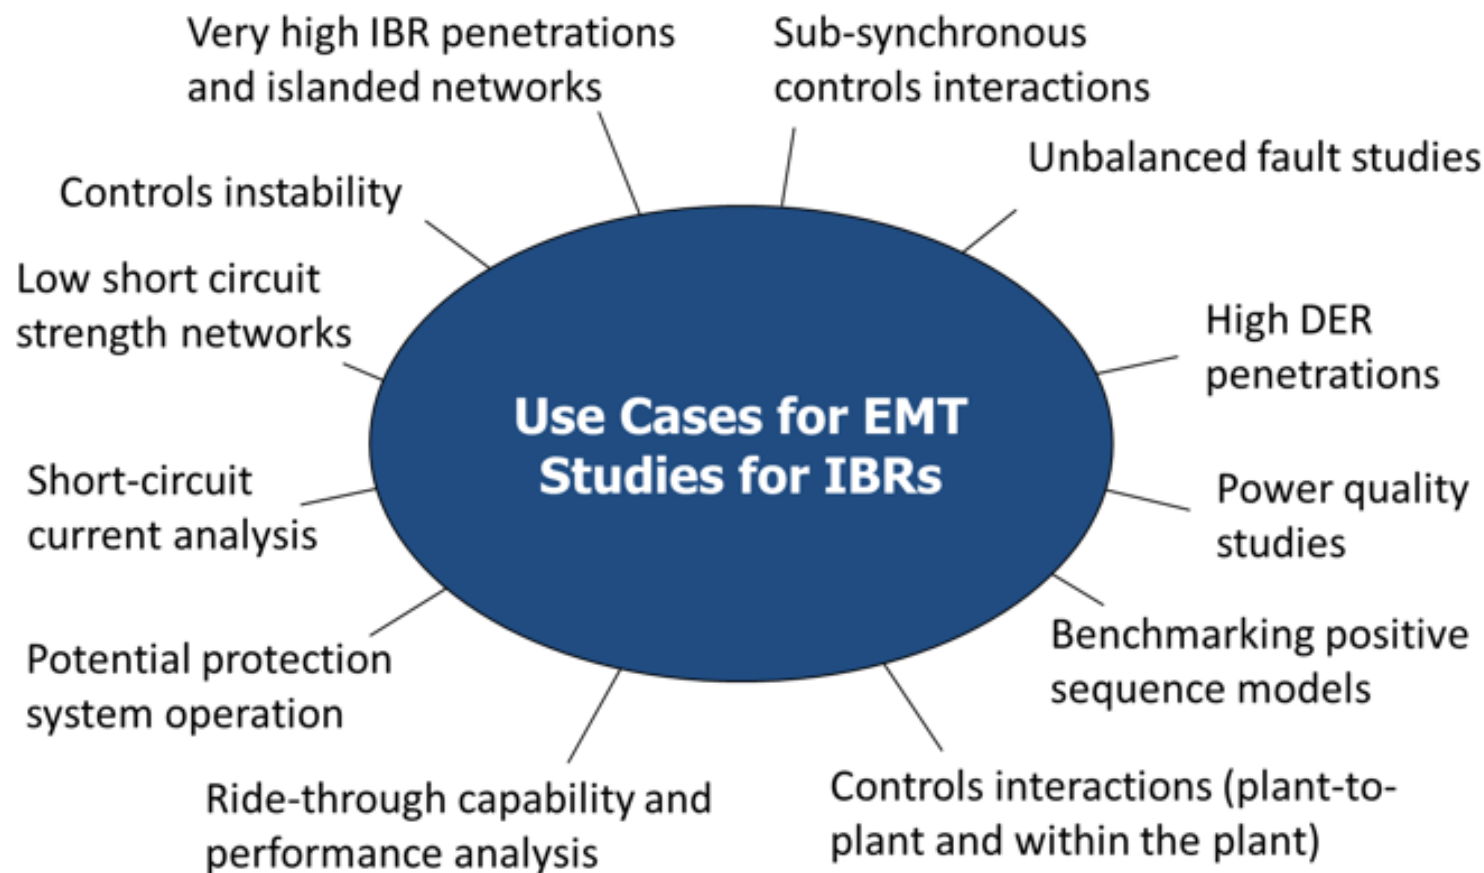 Very high IBR penetrations
and islanded networks
Sub-synchronous
controls interactions
Unbalanced fault studies
Controls instability
Low short circuit
strength networks
High DER
penetrations
Use Cases for EMT
Studies for IBRs
Short-circuit
current analysis
Power quality
studies
Potential protection
system operation
Benchmarking positive
sequence models
Ride-through capability and
performance analysis
Controls interactions (plant-to-
plant and within the plant)